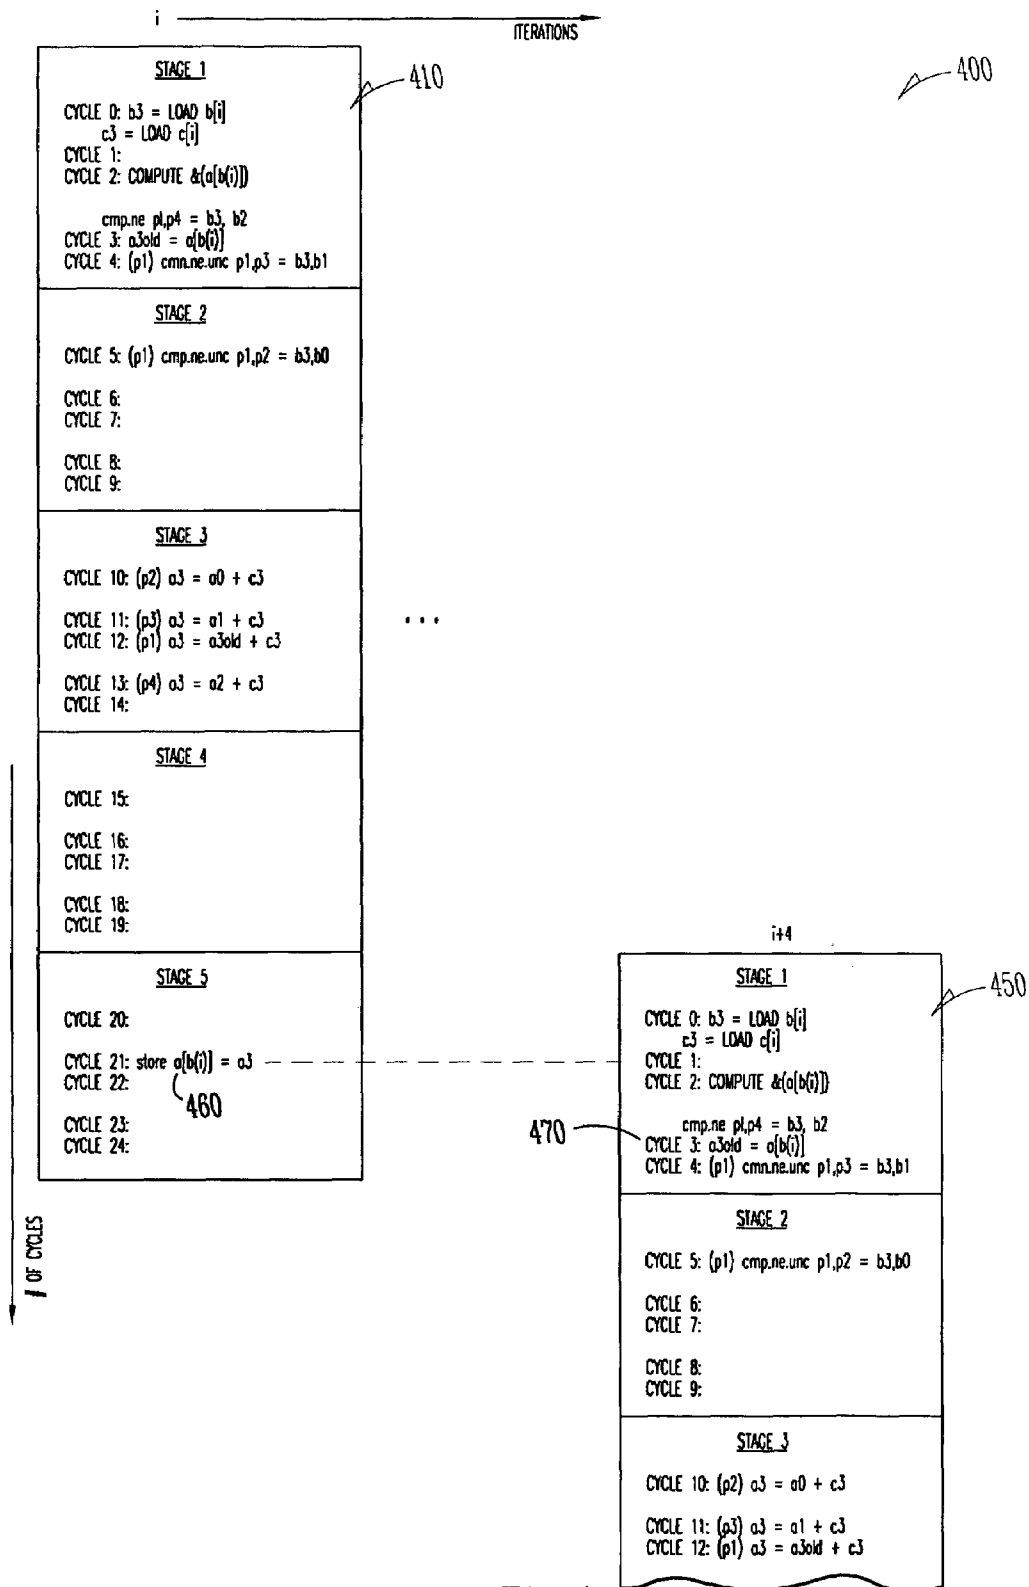 i
ITERATIONS
400
410
STAGE 1
CYCLE 0: b3 = LOAD b[i]
c3 = LOAD c[i]
CYCLE 1:
CYCLE 2: COMPUTE &(a[b(i)])
cmp.ne p1,p4 = b3, b2
CYCLE 3: a3old = a[b(i)]
CYCLE 4: (p1) cmn.ne.unc p1,p3 = b3,b1
STAGE 2
CYCLE 5: (p1) cmp.ne.unc p1,p2 = b3,b0
CYCLE 6:
CYCLE 7:
CYCLE 8:
CYCLE 9:
STAGE 3
CYCLE 10: (p2) a3 = a0 + c3
CYCLE 11: (p3) a3 = a1 + c3
CYCLE 12: (p1) a3 = a3old + c3
CYCLE 13: (p4) a3 = a2 + c3
CYCLE 14:
...
STAGE 4
CYCLE 15:
CYCLE 16:
CYCLE 17:
CYCLE 18:
CYCLE 19:
STAGE 5
CYCLE 20:
CYCLE 21: store a[b(i)] = a3
CYCLE 22:
460
CYCLE 23:
CYCLE 24:
OF CYCLES
i+4
450
STAGE 1
CYCLE 0: b3 = LOAD b[i]
c3 = LOAD c[i]
CYCLE 1:
CYCLE 2: COMPUTE &(a[b(i)])
cmp.ne p1,p4 = b3, b2
470
CYCLE 3: a3old = a[b(i)]
CYCLE 4: (p1) cmn.ne.unc p1,p3 = b3,b1
STAGE 2
CYCLE 5: (p1) cmp.ne.unc p1,p2 = b3,b0
CYCLE 6:
CYCLE 7:
CYCLE 8:
CYCLE 9:
STAGE 3
CYCLE 10: (p2) a3 = a0 + c3
CYCLE 11: (p3) a3 = a1 + c3
CYCLE 12: (p1) a3 = a3old + c3